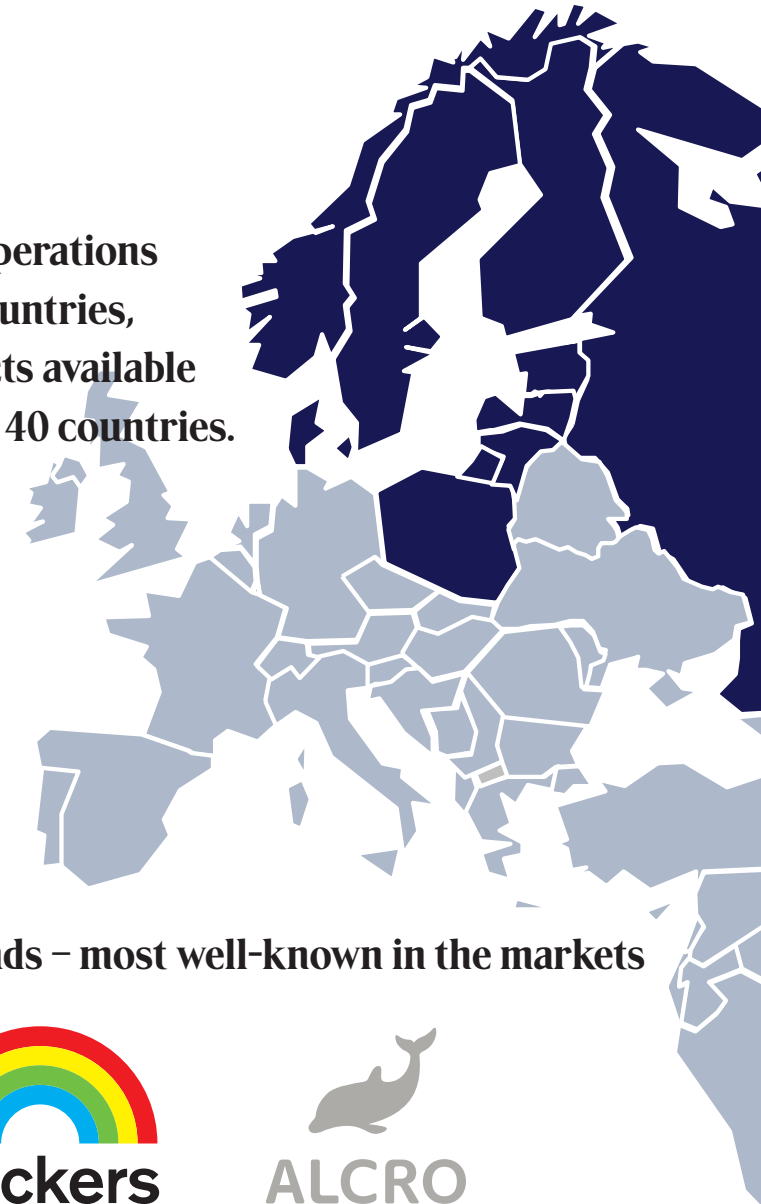 perations
untries,
ts available
40 countries.
ds – most well-known in the markets
ckers
ALCRO